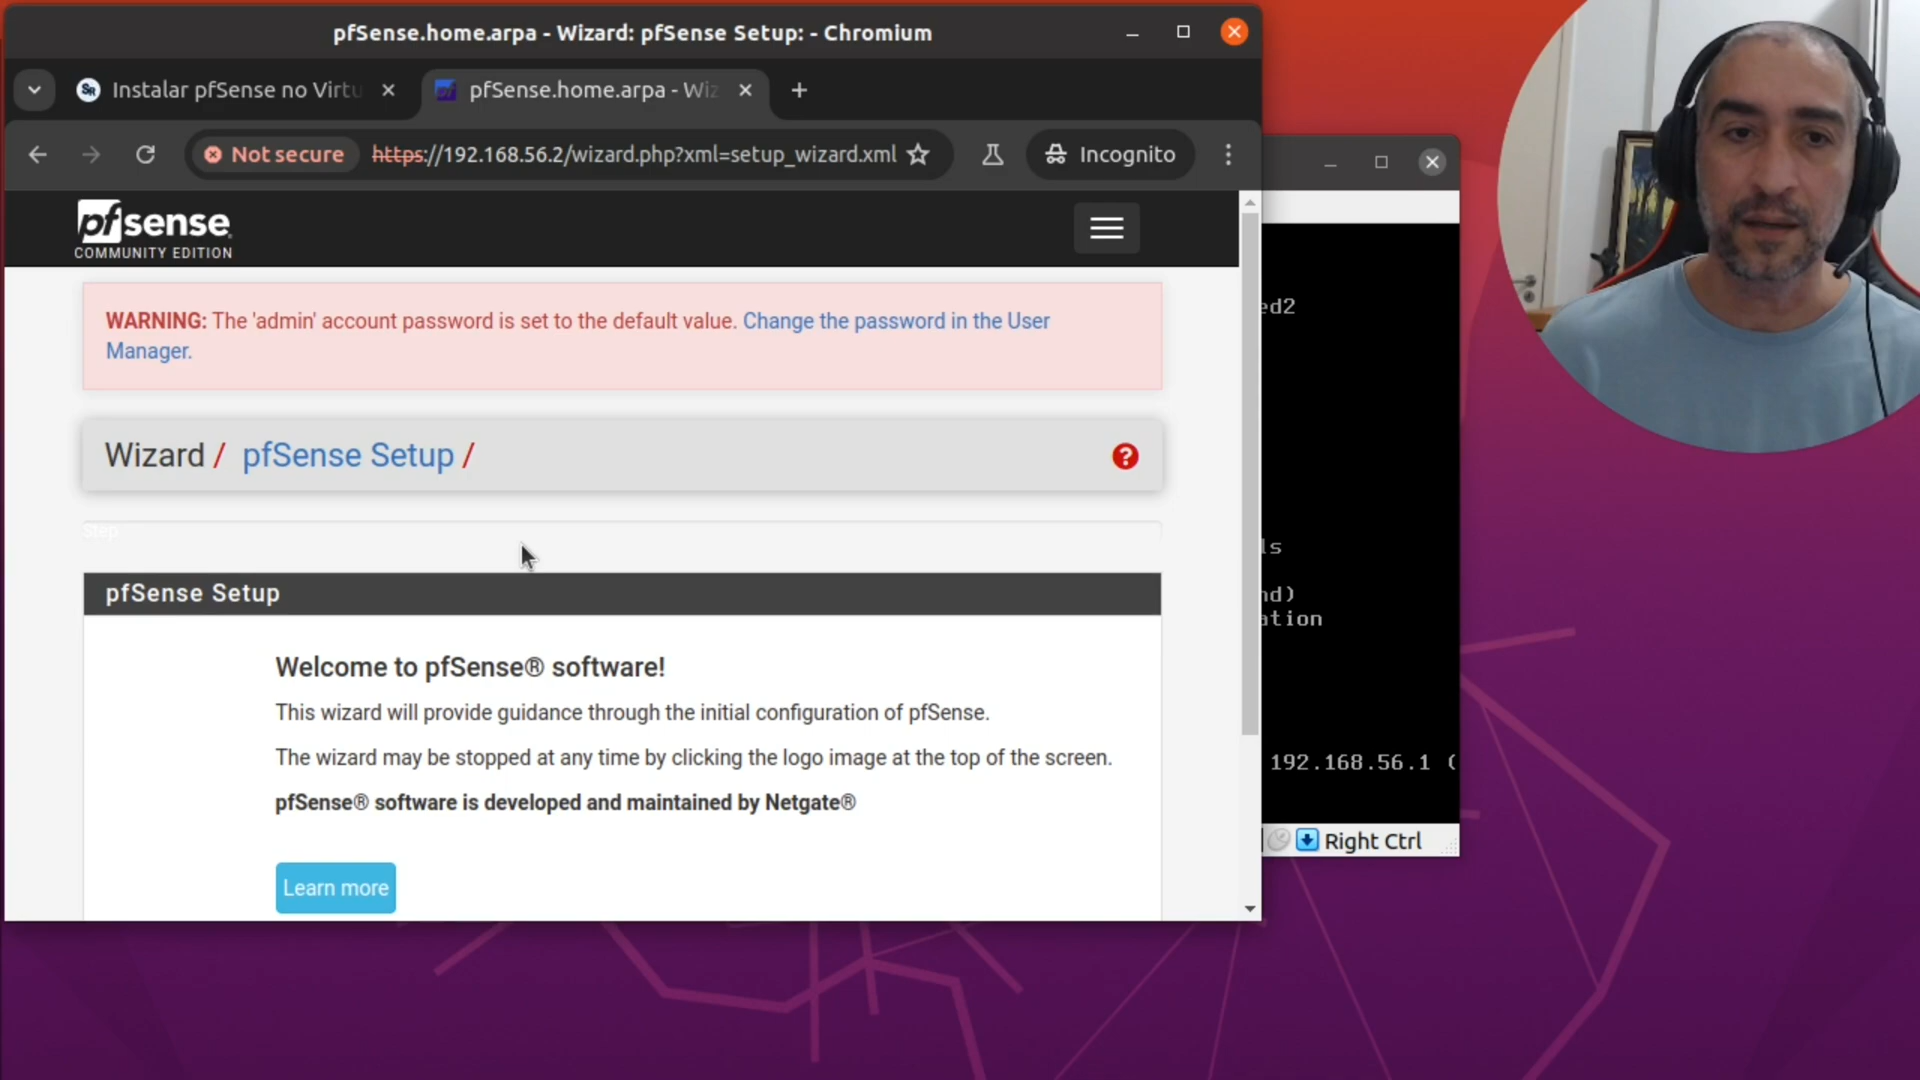 pfSense.home.arpa - Wizard: pfSense Setup: - Chromium
Instalar pfSense no Virtu
pfSense.home.arpa - Wiz
Not secure
https://192.168.56.2/wizard.php?xml=setup_wizard.xml
Incognito
pfsense
COMMUNITY EDITION
WARNING: The 'admin' account password is set to the default value. Change the password in the User
Manager.
Wizard / pfSense Setup /
Step
pfSense Setup
Welcome to pfSense® software!
This wizard will provide guidance through the initial configuration of pfSense.
The wizard may be stopped at any time by clicking the logo image at the top of the screen.
pfSense® software is developed and maintained by Netgate®
Learn more
ed2
ls
nd)
ation
192.168.56.1 (
Right Ctrl